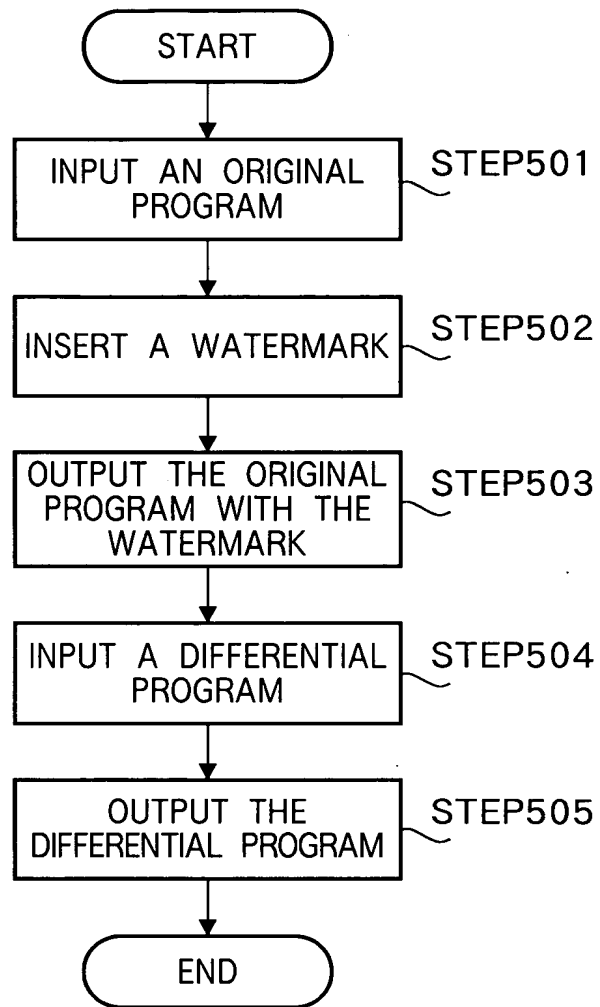 START
INPUT AN ORIGINAL
PROGRAM
STEP501
INSERT A WATERMARK
STEP502
OUTPUT THE ORIGINAL
PROGRAM WITH THE
WATERMARK
STEP503
INPUT A DIFFERENTIAL
PROGRAM
STEP504
OUTPUT THE
DIFFERENTIAL PROGRAM
STEP505
END